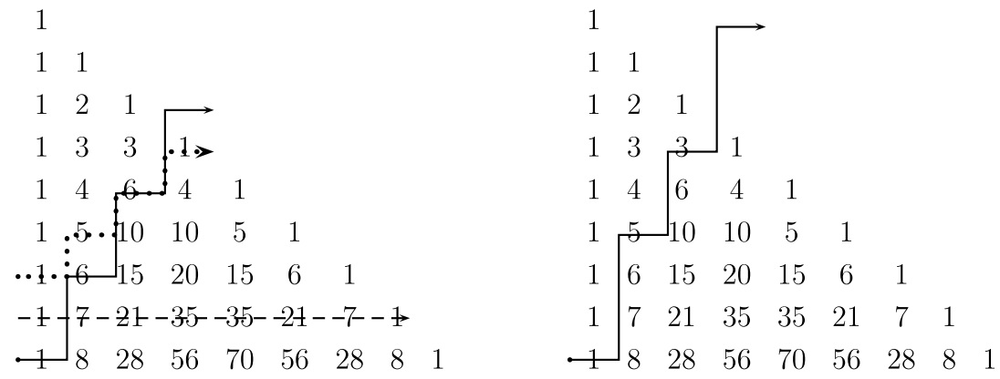 1 1
1 1 1 1
1 2 1 1 2 1
1 3 3 1 1 3 3 1
1 4 6 4 1 1 4 6 4 1
1 5 10 10 5 1 1 5 10 10 5 1
1 6 15 20 15 6 1 1 6 15 20 15 6 1
1 7 21 35 35 21 7 1 1 7 21 35 35 21 7 1
1 8 28 56 70 56 28 8 1 1 8 28 56 70 56 28 8 1